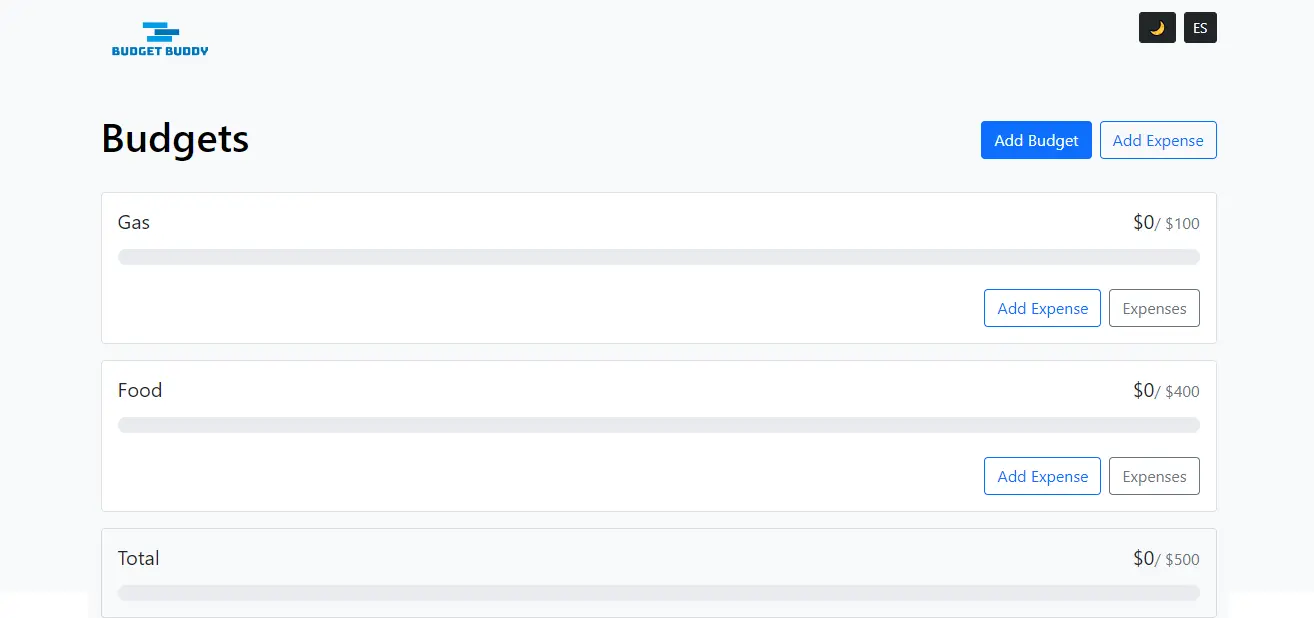 BUDGET BUDDY
ES
Budgets
Add Budget
Add Expense
Gas
$0/ $100
Add Expense
Expenses
Food
$0/ $400
Add Expense
Expenses
Total
$0/ $500